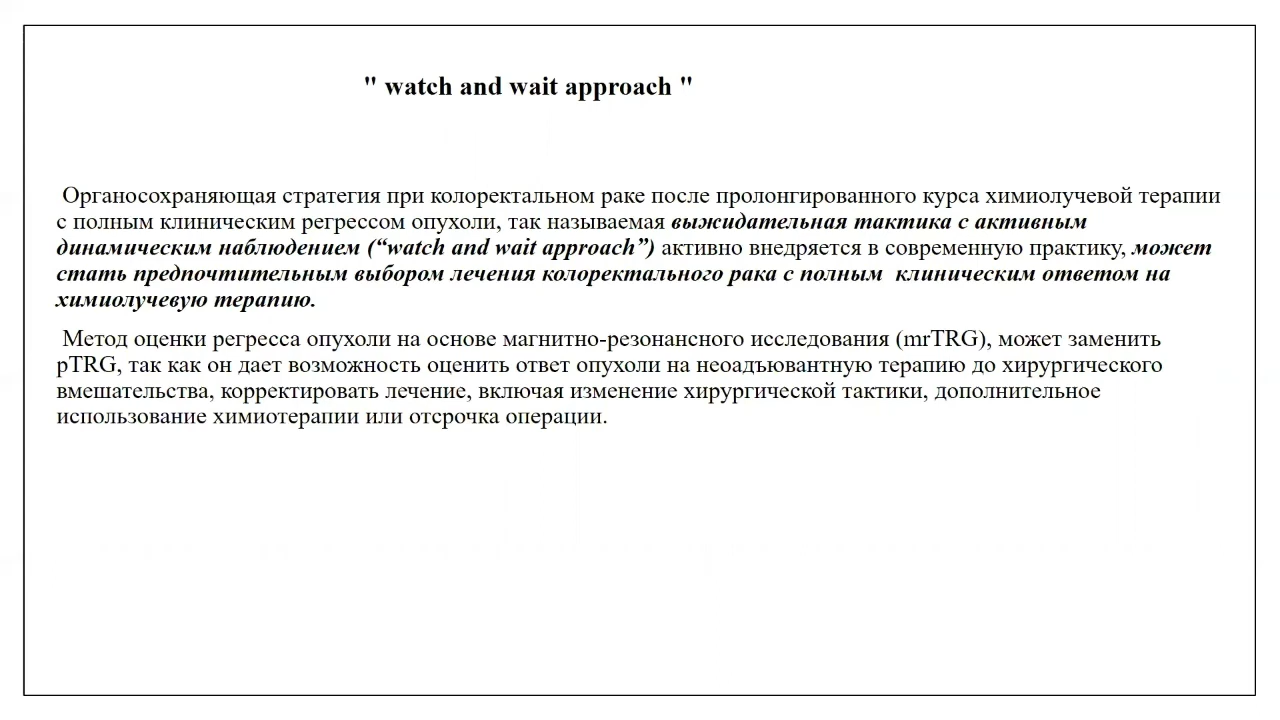 " watch and wait approach "
Органосохраняющая стратегия при колоректальном раке после пролонгированного курса химиолучевой терапии
с полным клиническим регрессом опухоли, так называемая выжидательная тактика с активным
динамическим наблюдением (“watch and wait approach”) активно внедряется в современную практику, может
стать предпочтительным выбором лечения колоректального рака с полным клиническим ответом на
химиолучевую терапию.
Метод оценки регресса опухоли на основе магнитно-резонансного исследования (mrTRG), может заменить
pTRG, так как он дает возможность оценить ответ опухоли на неоадъювантную терапию до хирургического
вмешательства, корректировать лечение, включая изменение хирургической тактики, дополнительное
использование химиотерапии или отсрочка операции.